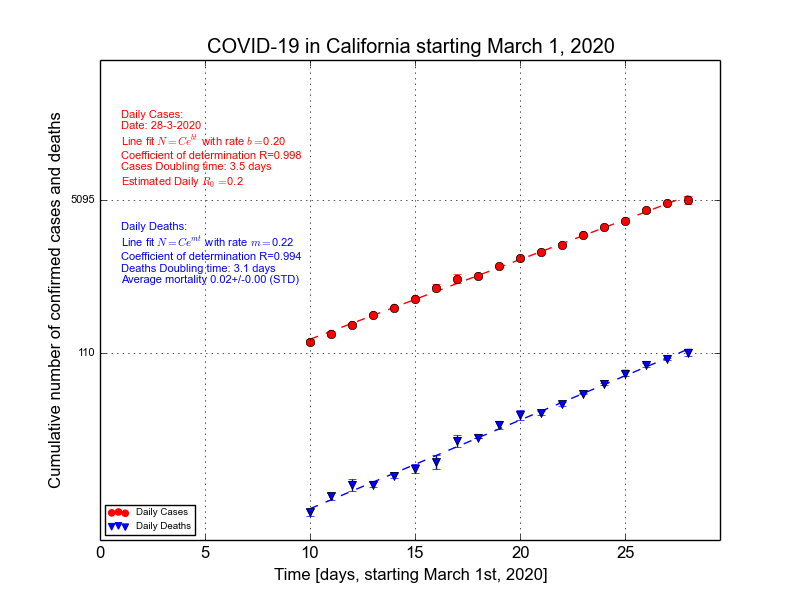 COVID-19 in California starting March 1, 2020
Cumulative number of confirmed cases and deaths
Daily Cases:
Date: 28-3-2020
Line fit N = Ce^{bt} with rate b = 0.20
Coefficient of determination R=0.998
Cases Doubling time: 3.5 days
Estimated Daily R_0 = 0.2
5095
Daily Deaths:
Line fit N = Ce^{mt} with rate m = 0.22
Coefficient of determination R=0.994
Deaths Doubling time: 3.1 days
Average mortality 0.02+/-0.00 (STD)
110
Daily Cases
Daily Deaths
0 5 10 15 20 25
Time [days, starting March 1st, 2020]